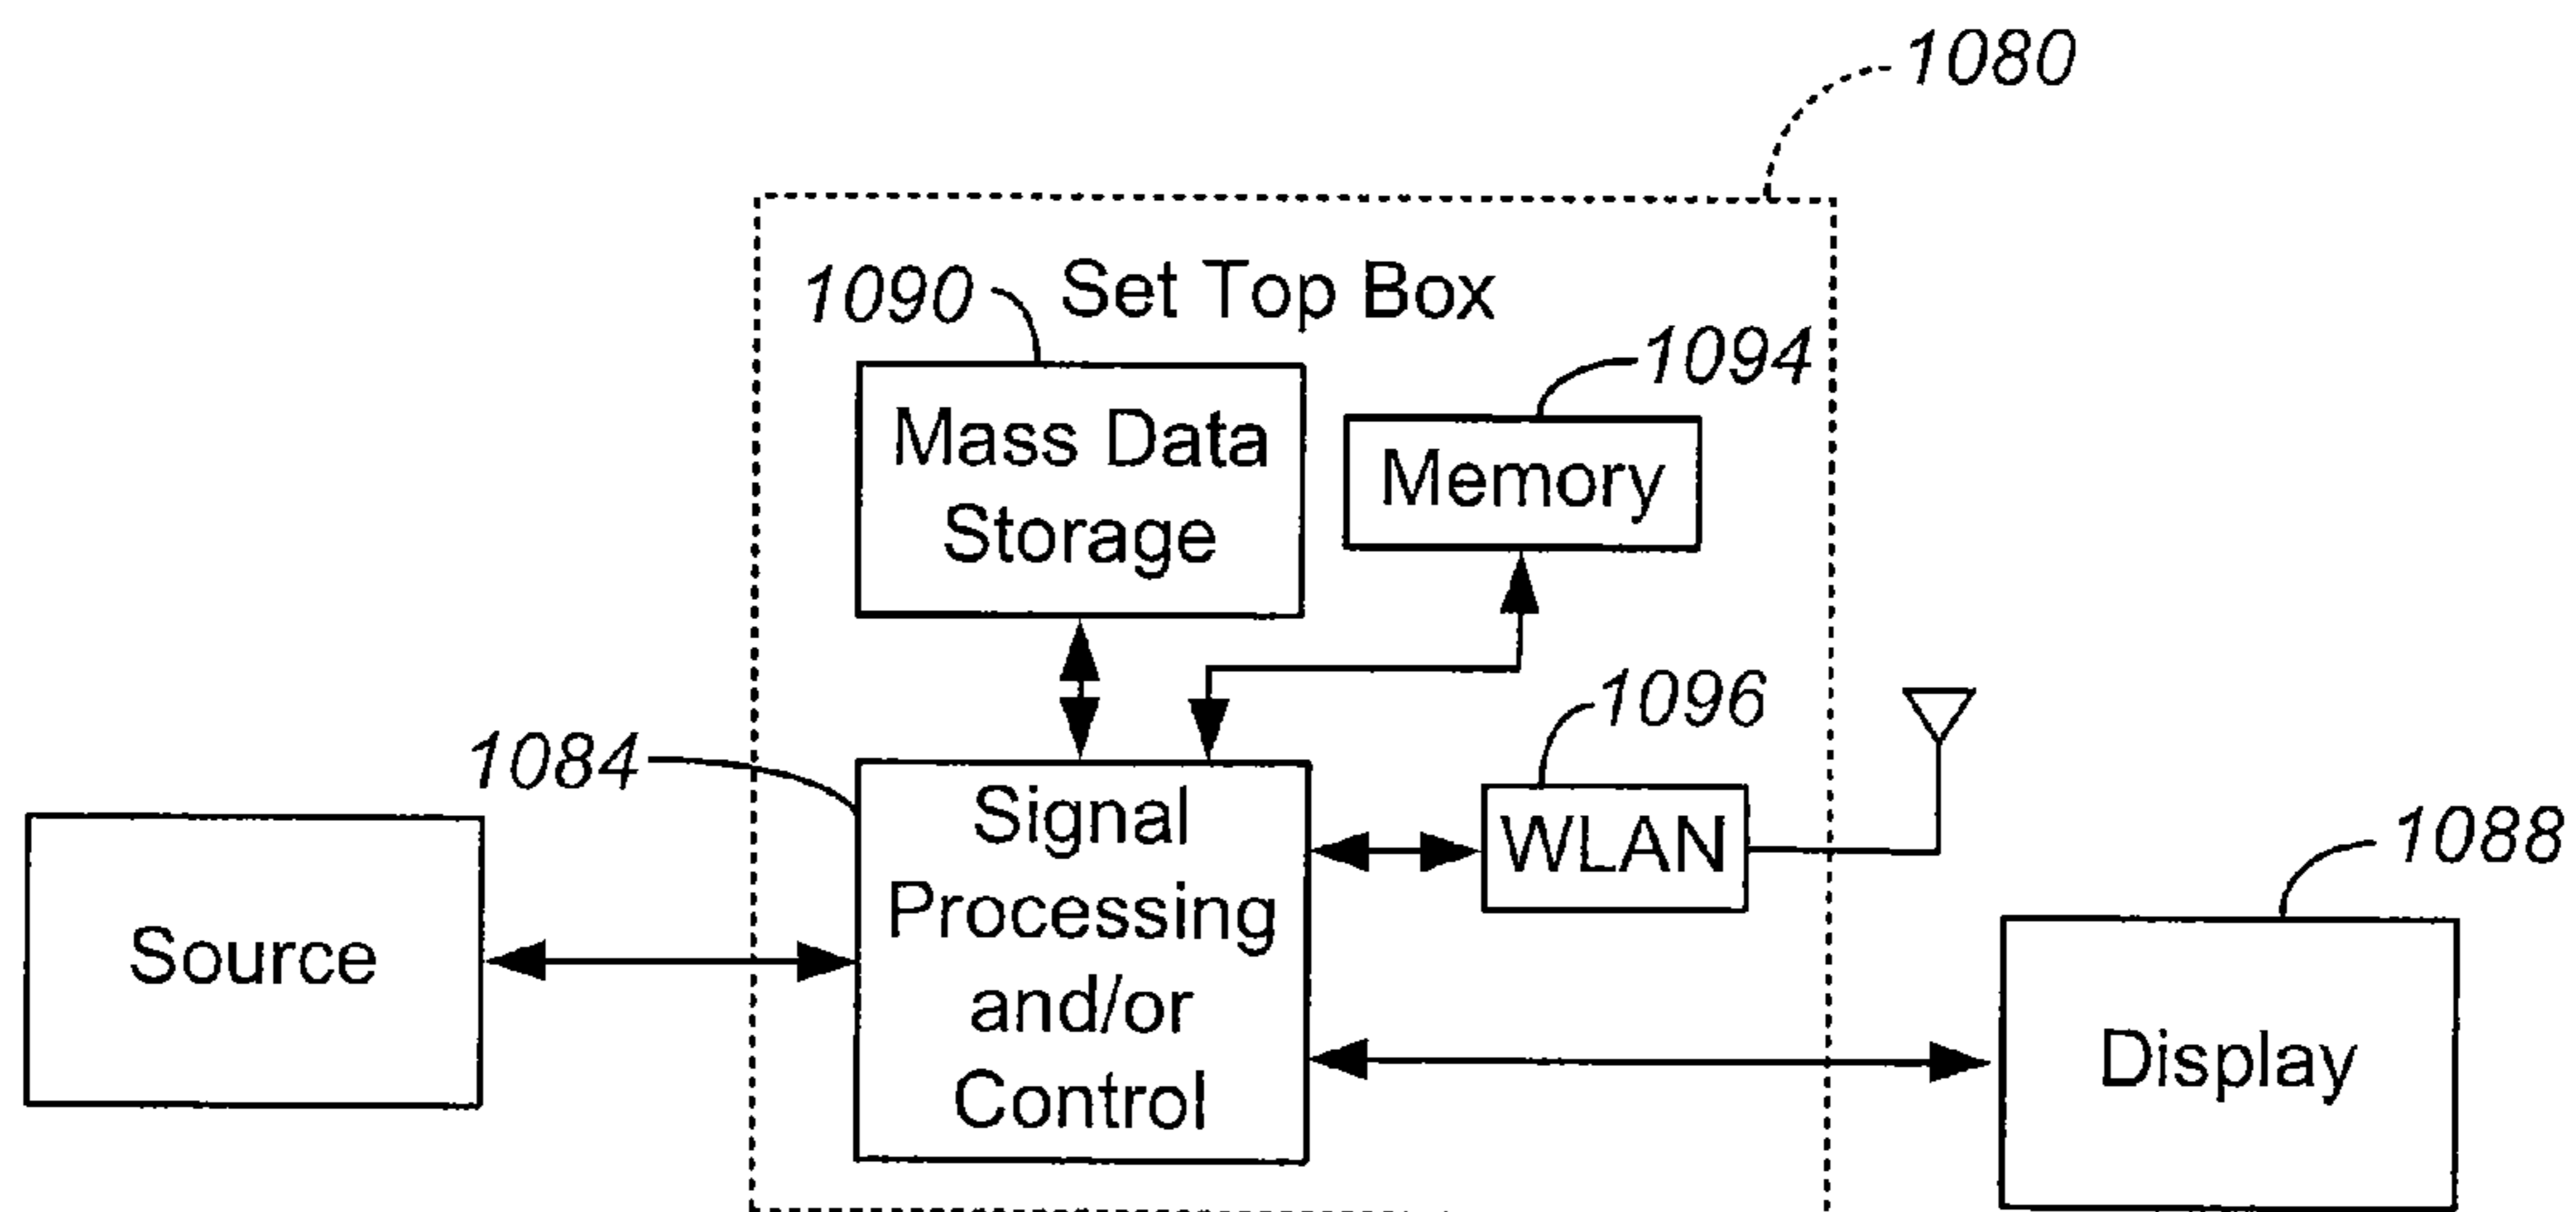 1080
Set Top Box
1090
1094
Mass Data
Storage
Memory
1096
1084
Signal
Processing
and/or
Control
WLAN
1088
Source
Display